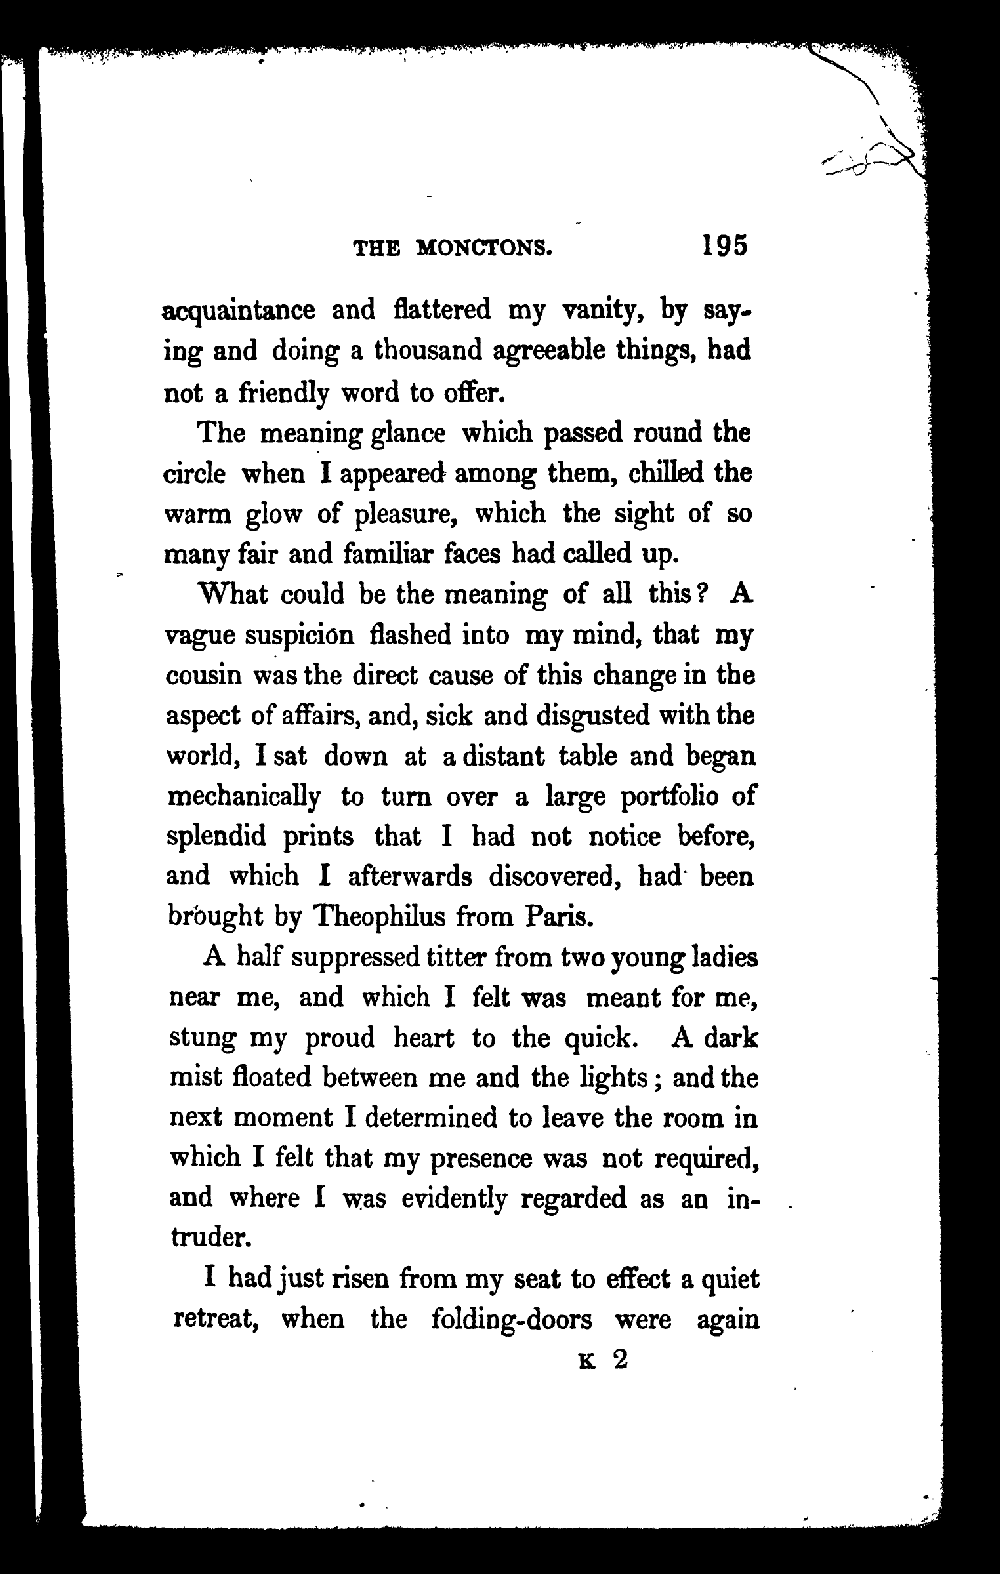 THE MONCTONS. 195
acquaintance and flattered my vanity, by say-
ing and doing a thousand agreeable things, had
not a friendly word to offer.
The meaning glance which passed round the
circle when I appeared among them, chilled the
warm glow of pleasure, which the sight of so
many fair and familiar faces had called up.
What could be the meaning of all this? A
vague suspicion flashed into my mind, that my
cousin was the direct cause of this change in the
aspect of affairs, and, sick and disgusted with the
world, I sat down at a distant table and began
mechanically to turn over a large portfolio of
splendid prints that I had not notice before,
and which I afterwards discovered, had been
brought by Theophilus from Paris.
A half suppressed titter from two young ladies
near me, and which I felt was meant for me,
stung my proud heart to the quick. A dark
mist floated between me and the lights; and the
next moment I determined to leave the room in
which I felt that my presence was not required,
and where I was evidently regarded as an in-
truder.
I had just risen from my seat to effect a quiet
retreat, when the folding-doors were again
K 2